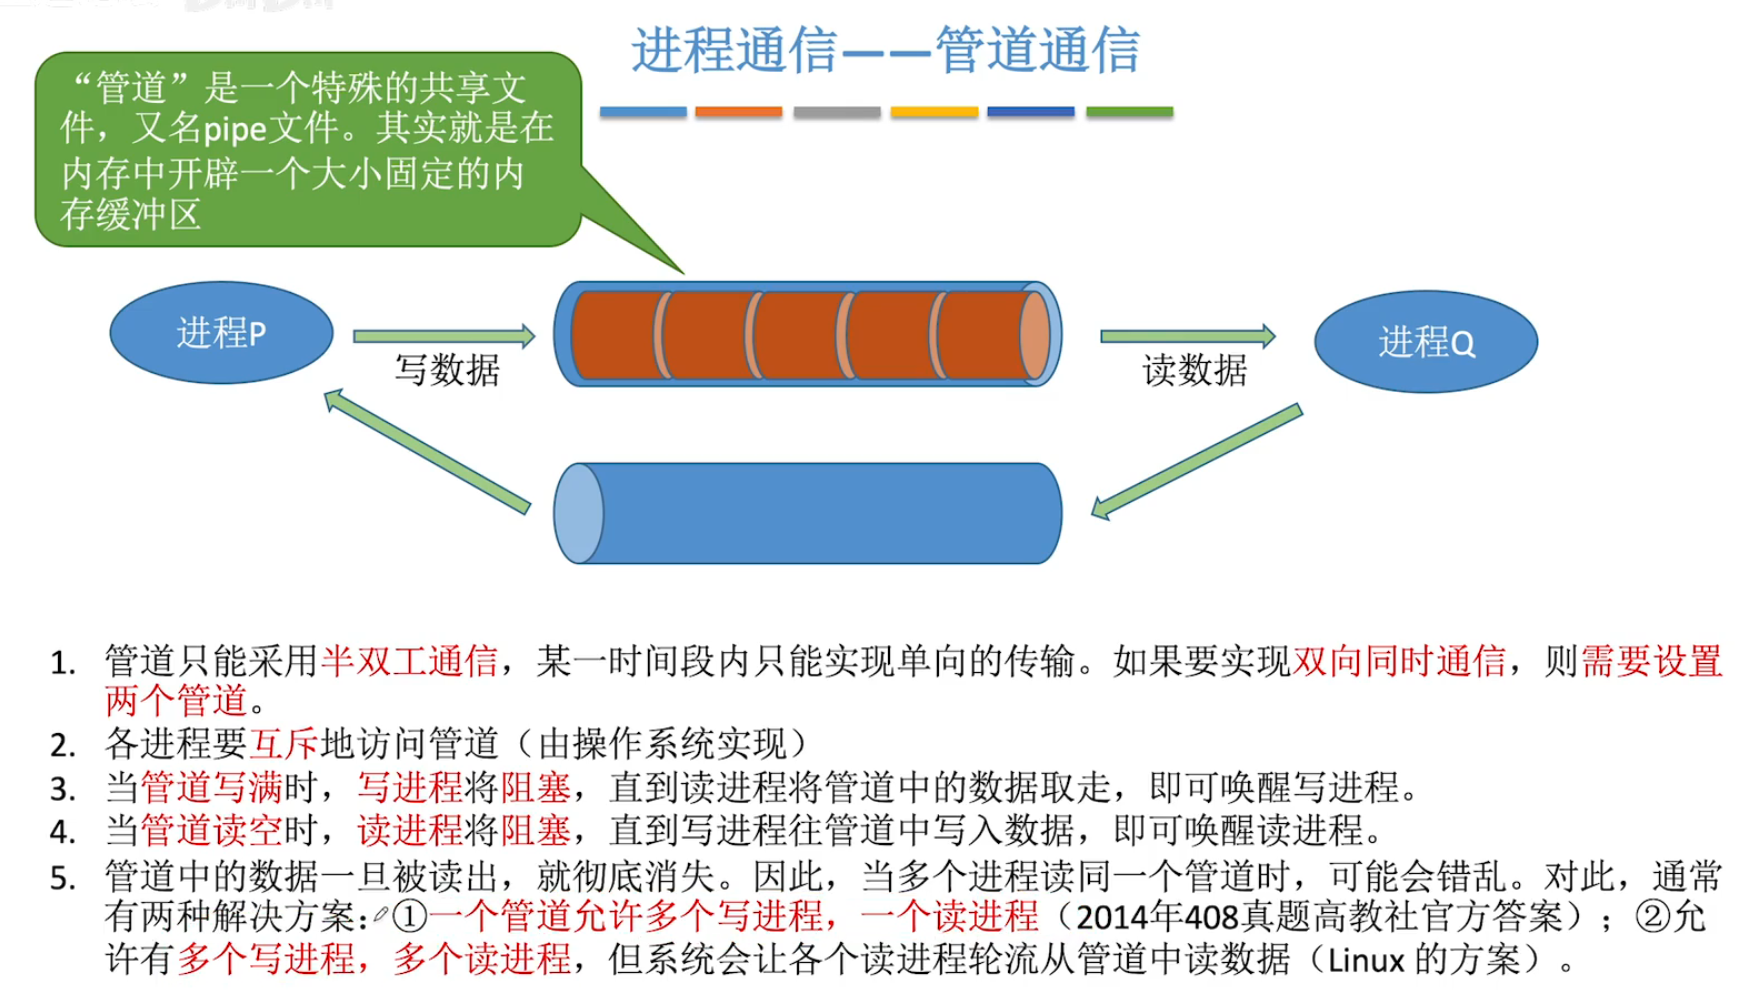 进程通信——管道通信
“管道”是一个特殊的共享文
件，又名pipe文件。其实就是在
内存中开辟一个大小固定的内
存缓冲区
进程P
写数据
读数据
进程Q
1. 管道只能采用半双工通信，某一时间段内只能实现单向的传输。如果要实现双向同时通信，则需要设置
两个管道。
2. 各进程要互斥地访问管道（由操作系统实现）
3. 当管道写满时，写进程将阻塞，直到读进程将管道中的数据取走，即可唤醒写进程。
4. 当管道读空时，读进程将阻塞，直到写进程往管道中写入数据，即可唤醒读进程。
5. 管道中的数据一旦被读出，就彻底消失。因此，当多个进程读同一个管道时，可能会错乱。对此，通常
有两种解决方案：①一个管道允许多个写进程，一个读进程（2014年408真题高教社官方答案）；②允
许有多个写进程，多个读进程，但系统会让各个读进程轮流从管道中读数据（Linux 的方案）。